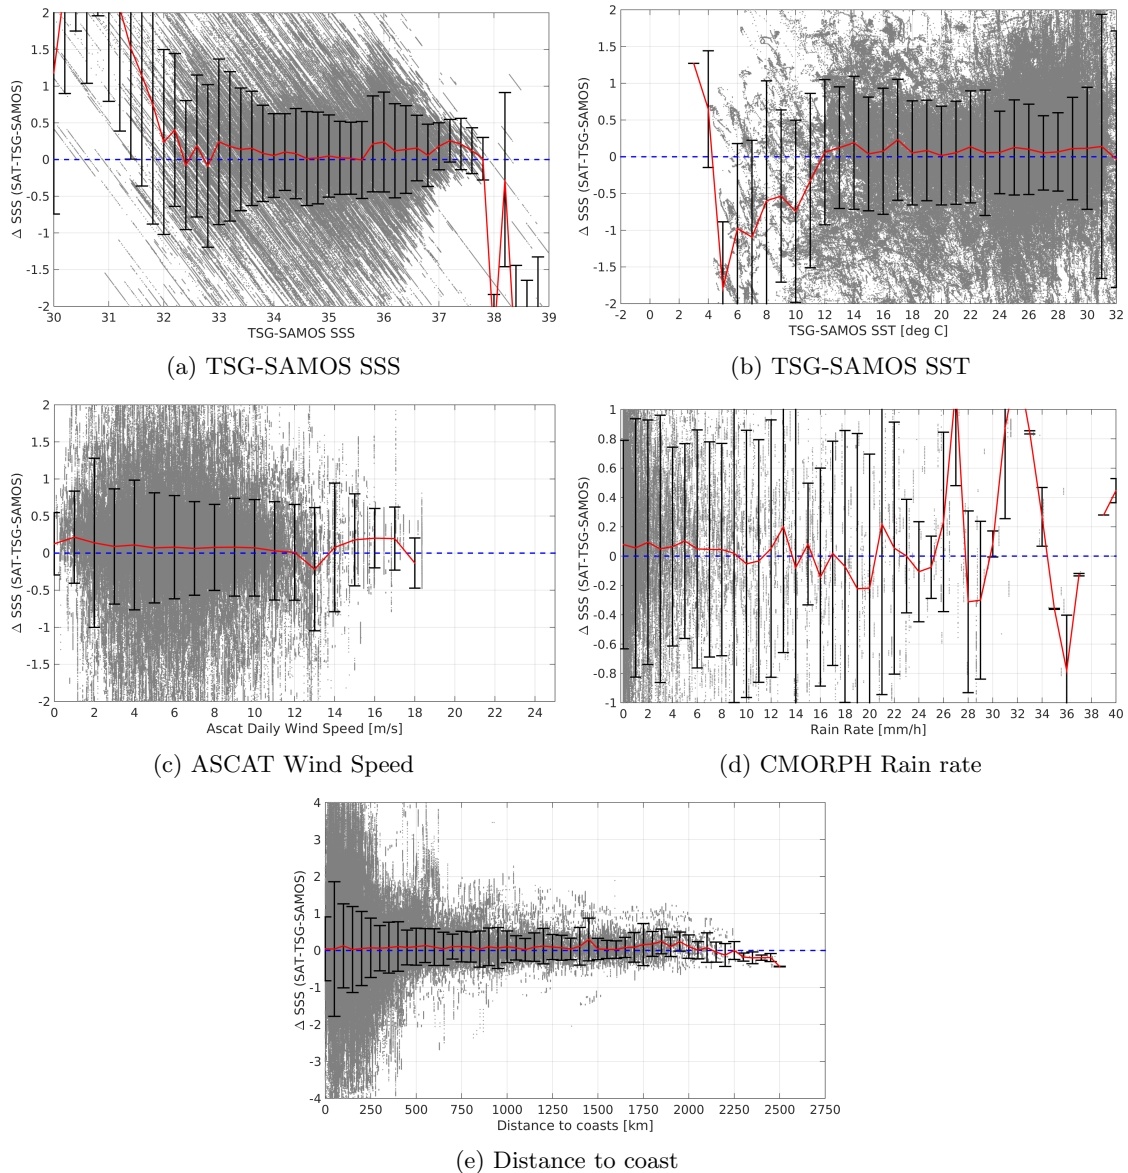 Δ SSS (SAT-TSG-SAMOS)
2
1.5
1
0.5
0
-0.5
-1
-1.5
-2
30 31 32 33 34 35 36 37 38 39
TSG-SAMOS SSS
(a) TSG-SAMOS SSS
Δ SSS (SAT-TSG-SAMOS)
2
1.5
1
0.5
0
-0.5
-1
-1.5
-2
-2 0 2 4 6 8 10 12 14 16 18 20 22 24 26 28 30 32
TSG-SAMOS SST [deg C]
(b) TSG-SAMOS SST
Δ SSS (SAT-TSG-SAMOS)
2
1.5
1
0.5
0
-0.5
-1
-1.5
-2
0 2 4 6 8 10 12 14 16 18 20 22 24
Ascat Daily Wind Speed [m/s]
(c) ASCAT Wind Speed
Δ SSS (SAT-TSG-SAMOS)
1
0.8
0.6
0.4
0.2
0
-0.2
-0.4
-0.6
-0.8
-1
0 2 4 6 8 10 12 14 16 18 20 22 24 26 28 30 32 34 36 38 40
Rain Rate [mm/h]
(d) CMORPH Rain rate
Δ SSS (SAT-TSG-SAMOS)
4
3
2
1
0
-1
-2
-3
-4
0 250 500 750 1000 1250 1500 1750 2000 2250 2500 2750
Distance to coasts [km]
(e) Distance to coast